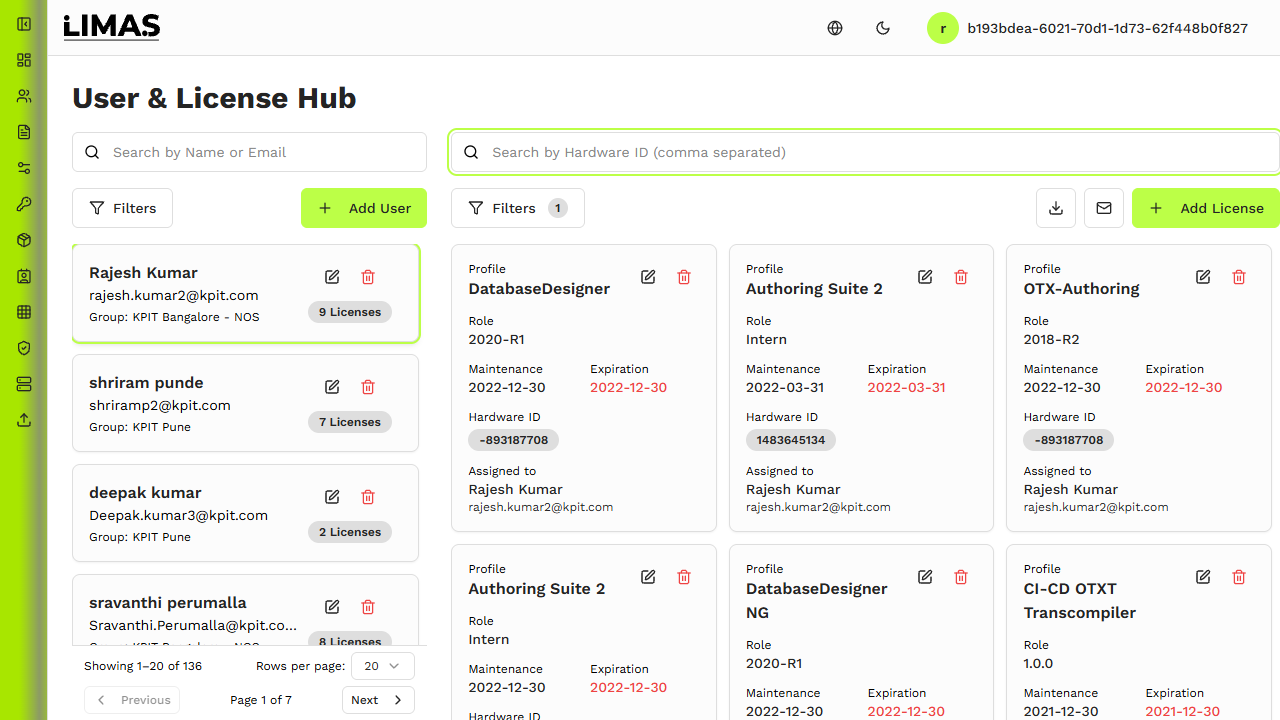 LIMAS
r
b193bdea-6021-70d1-1d73-62f448b0f827
User & License Hub
Search by Name or Email
Search by Hardware ID (comma separated)
Filters
Add User
Filters 1
Add License
Rajesh Kumar
rajesh.kumar2@kpit.com
Group: KPIT Bangalore - NOS
9 Licenses
shriram punde
shriramp2@kpit.com
Group: KPIT Pune
7 Licenses
deepak kumar
Deepak.kumar3@kpit.com
Group: KPIT Pune
2 Licenses
sravanthi perumalla
Sravanthi.Perumalla@kpit.co...
Group: KPIT Bangalore - NOS
8 Licenses
Showing 1–20 of 136
Rows per page: 20
Previous
Page 1 of 7
Next
Profile
DatabaseDesigner
Role
2020-R1
Maintenance Expiration
2022-12-30 2022-12-30
Hardware ID
-893187708
Assigned to
Rajesh Kumar
rajesh.kumar2@kpit.com
Profile
Authoring Suite 2
Role
Intern
Maintenance Expiration
2022-03-31 2022-03-31
Hardware ID
1483645134
Assigned to
Rajesh Kumar
rajesh.kumar2@kpit.com
Profile
OTX-Authoring
Role
2018-R2
Maintenance Expiration
2022-12-30 2022-12-30
Hardware ID
-893187708
Assigned to
Rajesh Kumar
rajesh.kumar2@kpit.com
Profile
Authoring Suite 2
Role
Intern
Maintenance Expiration
2022-12-30 2022-12-30
Hardware ID
Profile
DatabaseDesigner
NG
Role
2020-R1
Maintenance Expiration
2022-12-30 2022-12-30
Profile
CI-CD OTXT
Transcompiler
Role
1.0.0
Maintenance Expiration
2021-12-30 2021-12-30